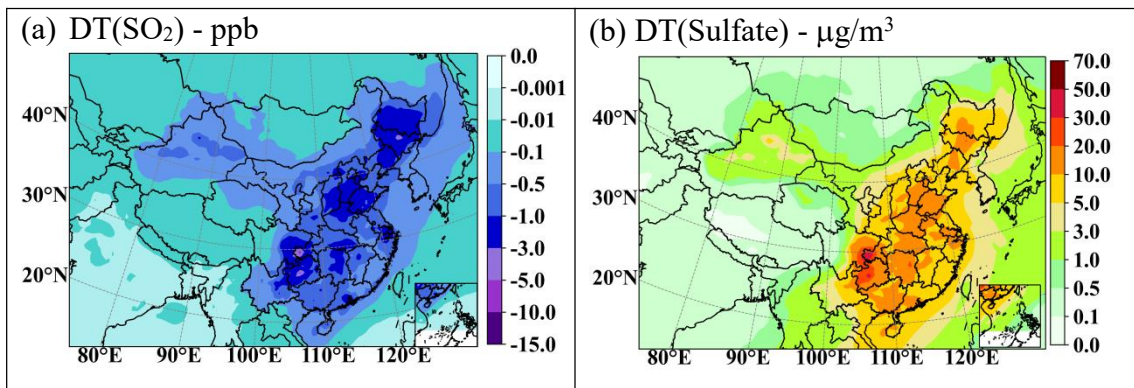 (a) DT(SO₂) - ppb
40°N
30°N
20°N
80°E 90°E 100°E 110°E 120°E
0.0
-0.001
-0.01
-0.1
-0.5
-1.0
-3.0
-5.0
-10.0
-15.0
(b) DT(Sulfate) - μg/m³
40°N
30°N
20°N
80°E 90°E 100°E 110°E 120°E
70.0
50.0
30.0
20.0
10.0
5.0
3.0
1.0
0.5
0.1
0.0